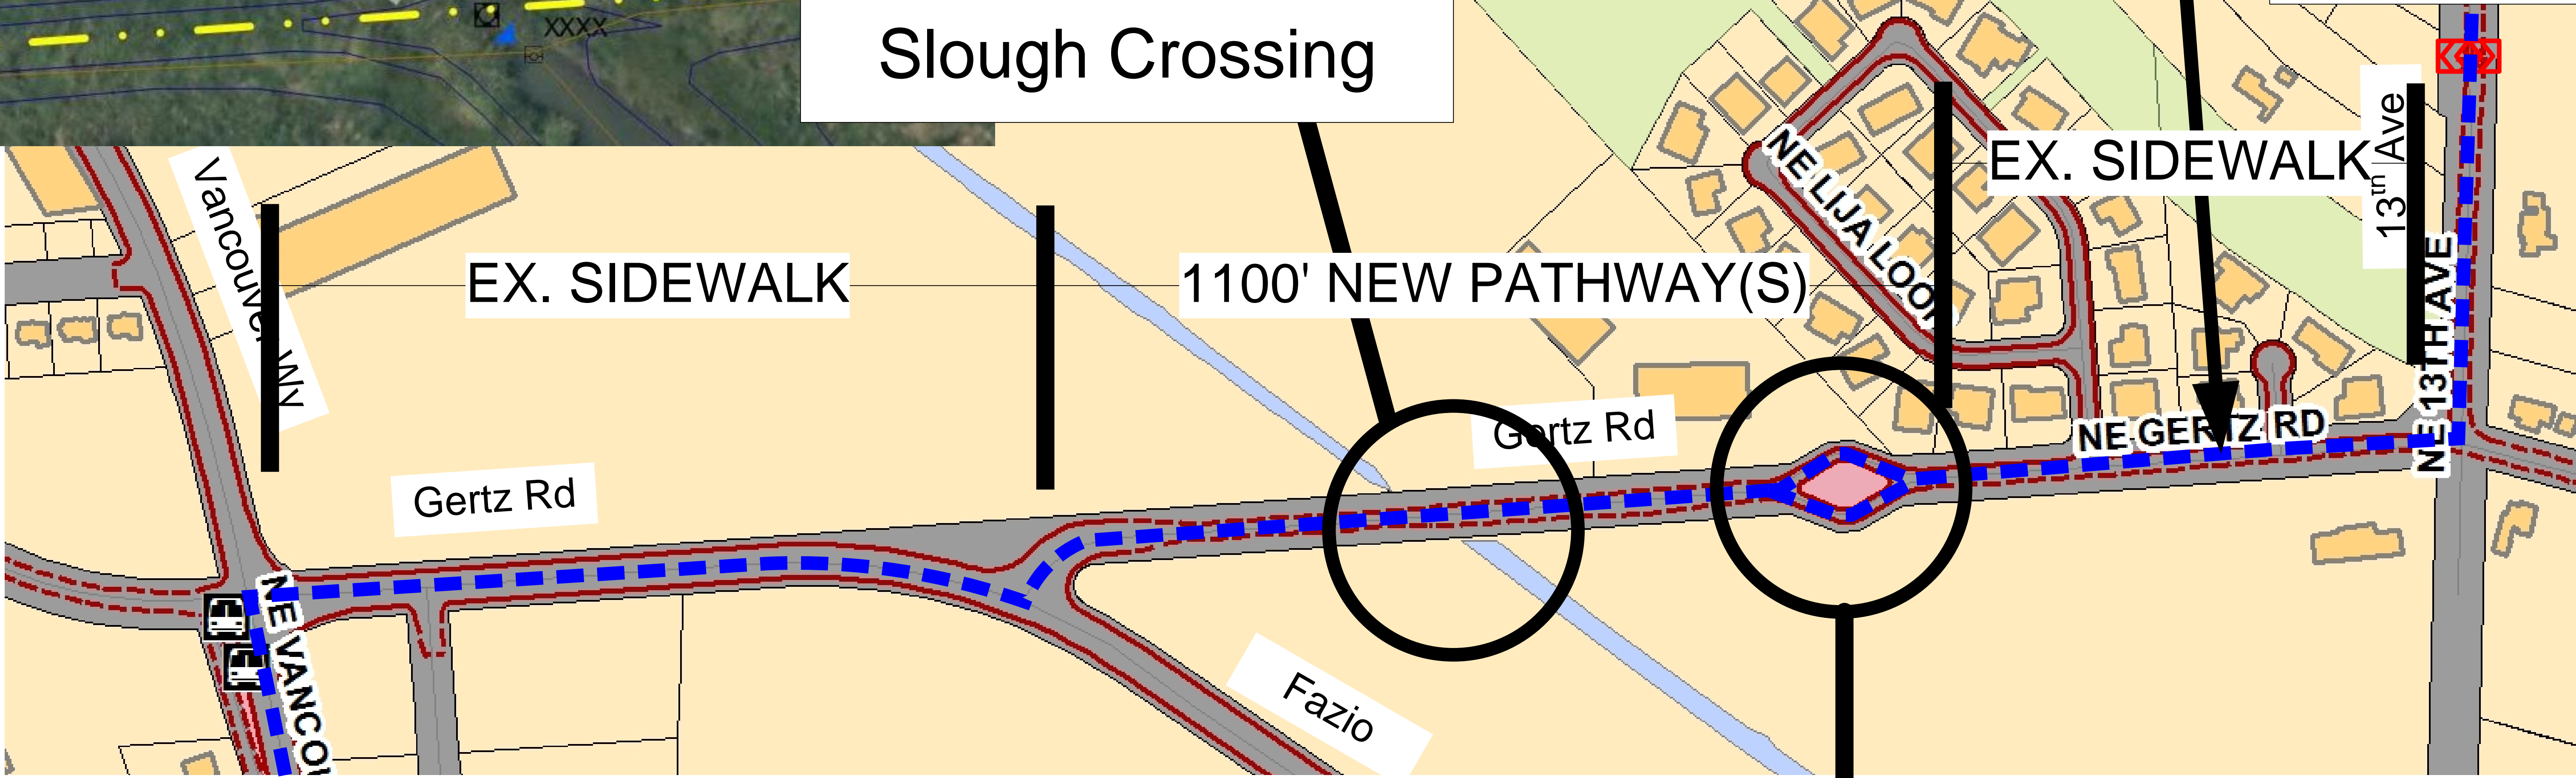 XXXX
Slough Crossing
Vancouver Wy
EX. SIDEWALK
1100' NEW PATHWAY(S)
NE LIJA LOOP
EX. SIDEWALK
13th Ave
NE 13TH AVE
Gertz Rd
Gertz Rd
NE GERTZ RD
NE VANCOU
Fazio